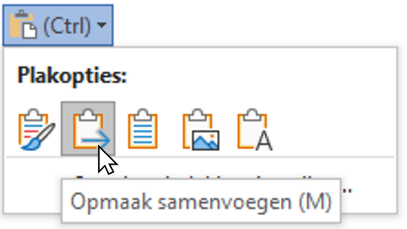 (Ctrl)
Plakopties:
A
Opmaak samenvoegen (M)